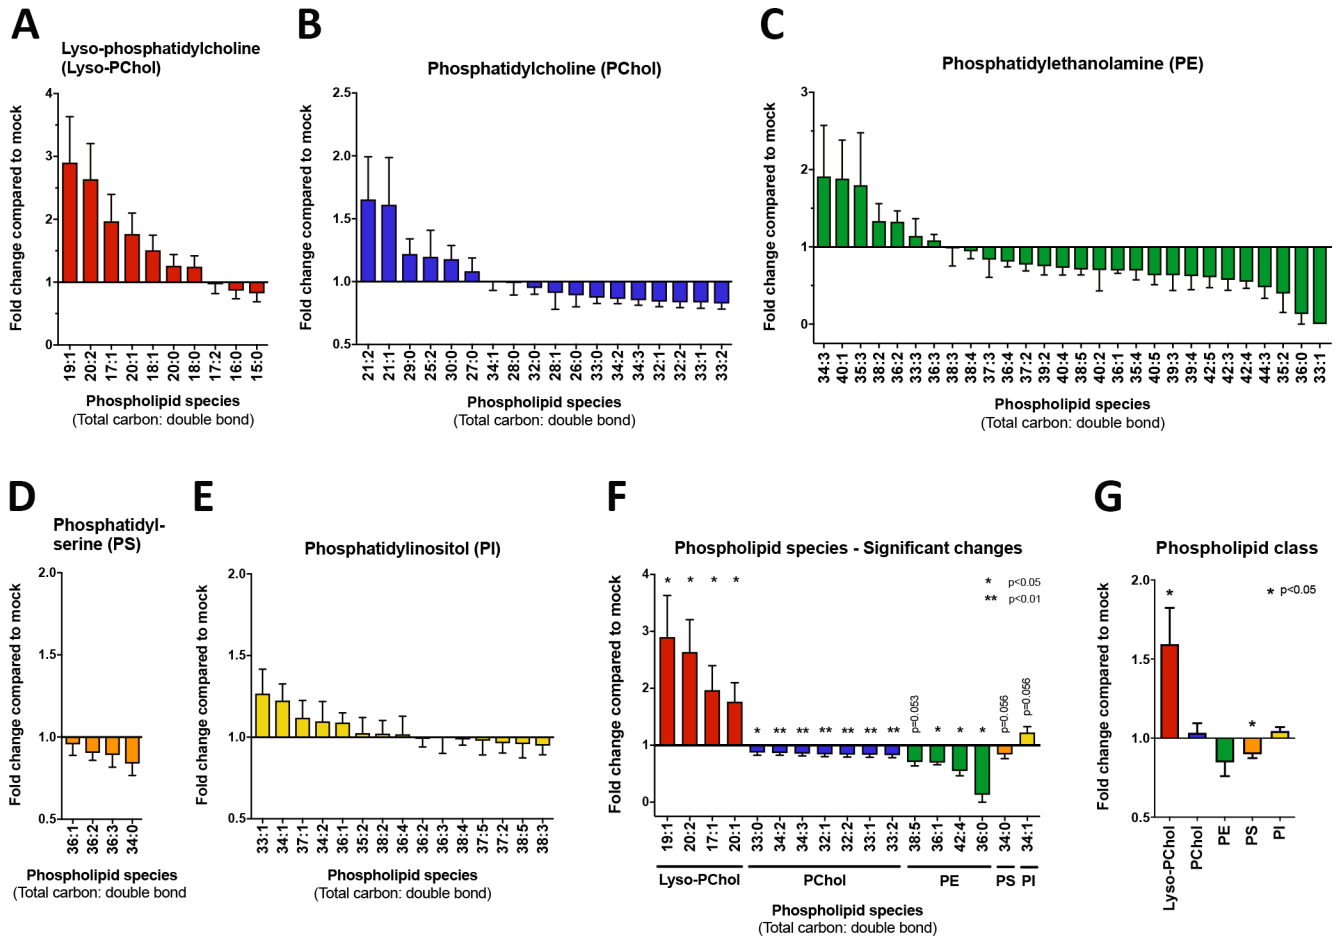 A
Lyso-phosphatidylcholine
(Lyso-PChol)
Fold change compared to mock
4
3
2
1
0
19:1 20:2 17:1 20:1 18:1 20:0 18:0 17:2 16:0 15:0
Phospholipid species
(Total carbon: double bond)
B
Phosphatidylcholine (PChol)
Fold change compared to mock
2.5
2.0
1.5
1.0
0.5
21:2 21:1 29:0 25:2 30:0 27:0 34:1 28:0 32:0 28:1 26:0 33:0 34:2 34:3 32:1 32:2 33:1 33:2
Phospholipid species
(Total carbon: double bond)
C
Phosphatidylethanolamine (PE)
Fold change compared to mock
3
2
1
0
34:3 40:1 35:3 38:2 36:2 33:3 36:3 38:3 38:4 37:3 36:4 37:2 39:2 40:4 38:5 40:2 36:1 35:4 40:5 39:3 39:4 42:5 42:3 42:4 44:3 35:2 36:0 33:1
Phospholipid species
(Total carbon: double bond)
D
Phosphatidyl-
serine (PS)
Fold change compared to mock
2.0
1.5
1.0
0.5
36:1 36:2 36:3 34:0
Phospholipid species
(Total carbon: double bond
E
Phosphatidylinositol (PI)
Fold change compared to mock
2.0
1.5
1.0
0.5
33:1 34:1 37:1 34:2 36:1 35:2 38:2 36:4 36:2 36:3 38:4 37:5 37:2 38:5 38:3
Phospholipid species
(Total carbon: double bond)
F
Phospholipid species - Significant changes
Fold change compared to mock
4
3
2
1
0
* p<0.05
** p<0.01
* * * *
* ** ** ** ** ** ** p=0.053 * * * p=0.056 p=0.056
19:1 20:2 17:1 20:1 33:0 34:2 34:3 32:1 32:2 33:1 33:2 38:5 36:1 42:4 36:0 34:0 34:1
Lyso-PChol PChol PE PS PI
Phospholipid species
(Total carbon: double bond)
G
Phospholipid class
Fold change compared to mock
2.0
1.5
1.0
0.5
* p<0.05
*
*
Lyso-PChol PChol PE PS PI